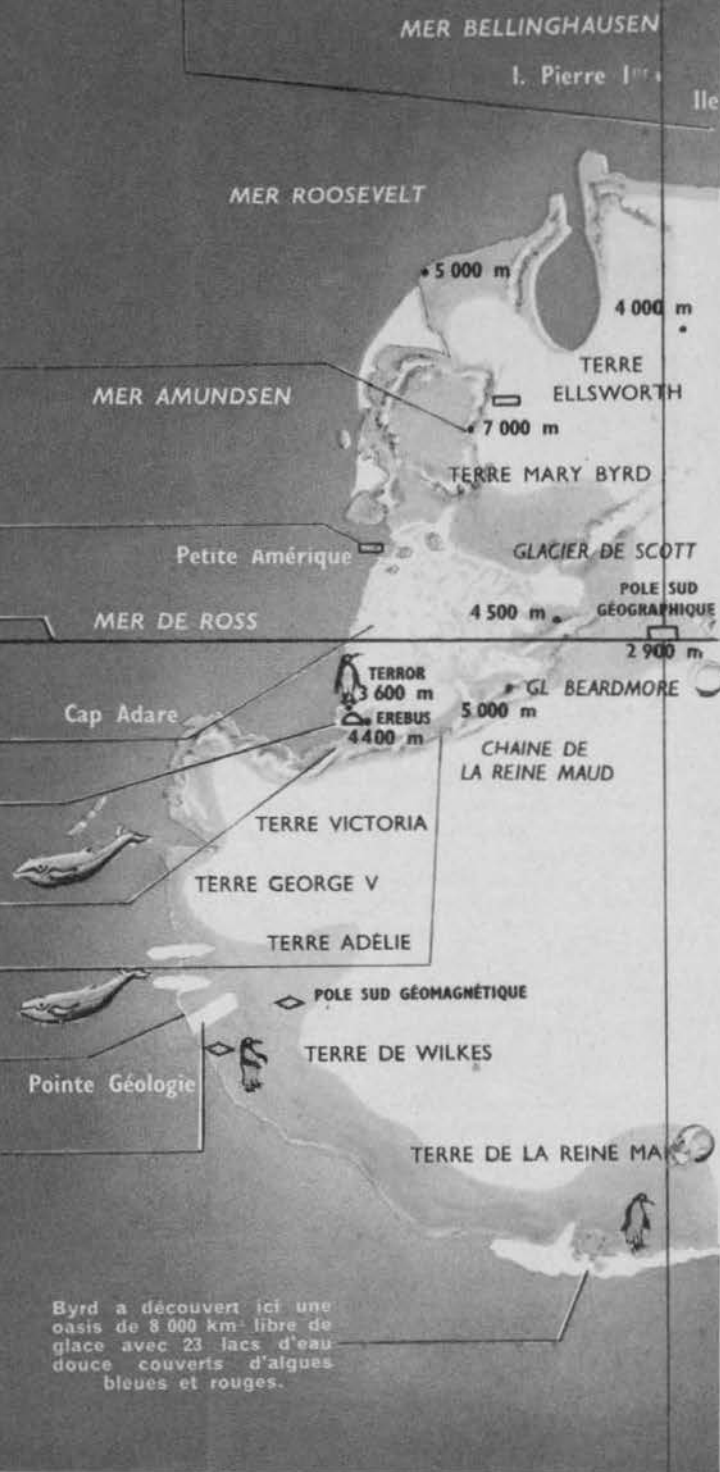 MER BELLINGHAUSEN
I. Pierre Ier
Ile
MER ROOSEVELT
5 000 m
4 000 m
TERRE
ELLSWORTH
MER AMUNDSEN
7 000 m
TERRE MARY BYRD
Petite Amérique
GLACIER DE SCOTT
POLE SUD
GÉOGRAPHIQUE
4 500 m
MER DE ROSS
2 900 m
TERROR
3 600 m
GL BEARDMORE
Cap Adare
EREBUS
5 000 m
4400 m
CHAINE DE
LA REINE MAUD
TERRE VICTORIA
TERRE GEORGE V
TERRE ADÉLIE
POLE SUD GÉOMAGNÉTIQUE
TERRE DE WILKES
Pointe Géologie
TERRE DE LA REINE MA
Byrd a découvert ici une
oasis de 8 000 km² libre de
glace avec 23 lacs d'eau
douce couverts d'algues
bleues et rouges.